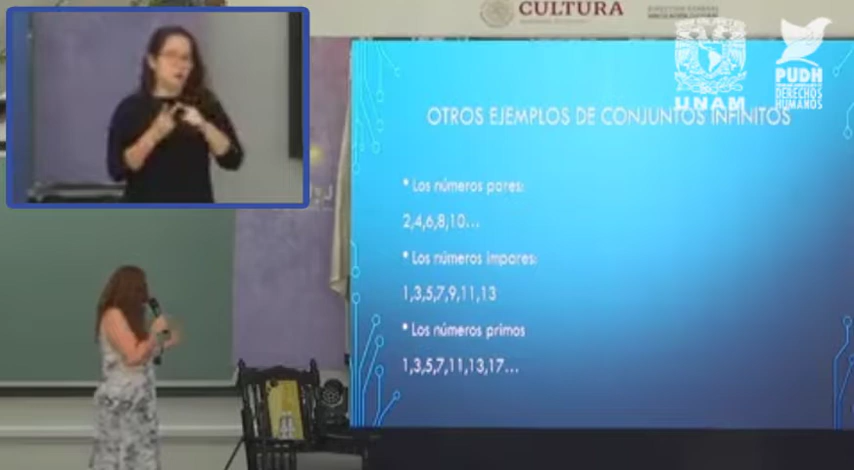 CULTURA
UNAM
PUDH
DERECHOS
HUMANOS
OTROS EJEMPLOS DE CONJUNTOS INFINITOS
* Los números pares:
2,4,6,8,10...
* Los números impares:
1,3,5,7,9,11,13
* Los números primos
1,3,5,7,11,13,17...